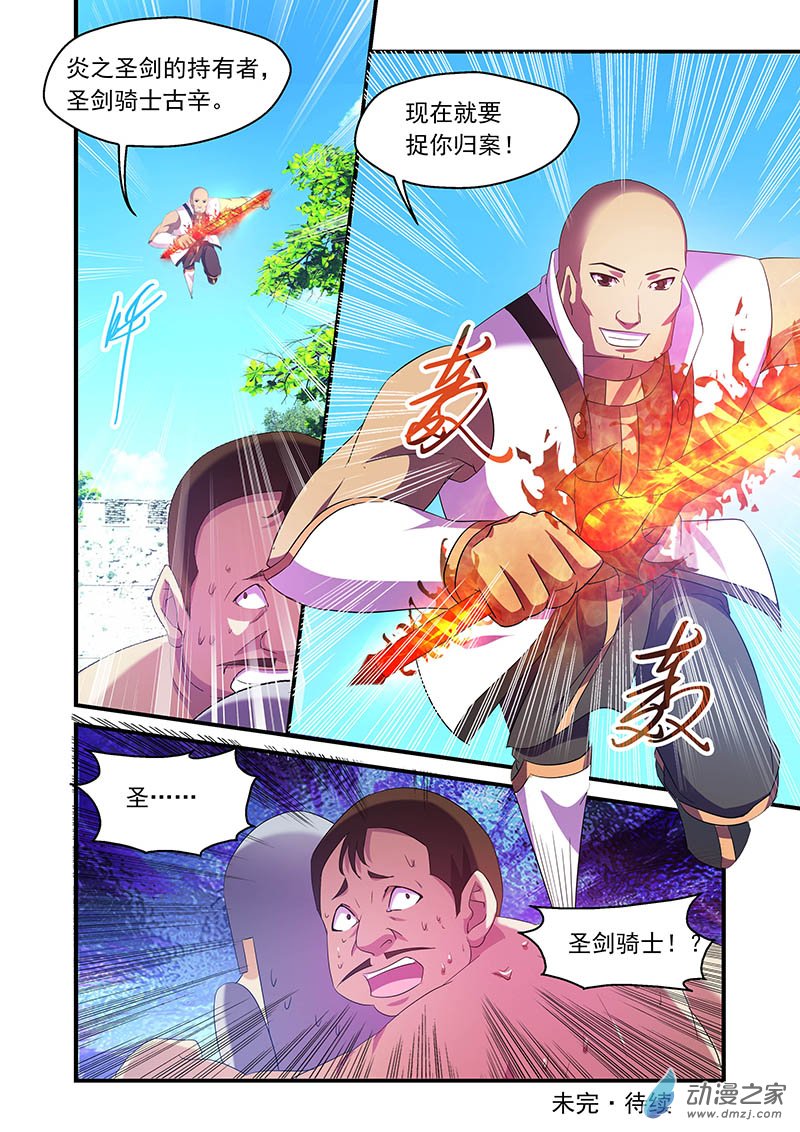 炎之圣剑的持有者，
圣剑骑士古辛。
现在就要
捉你归案！
轰
轰
圣……
圣剑骑士！？
未完·待续
动漫之家
www.dmzj.com